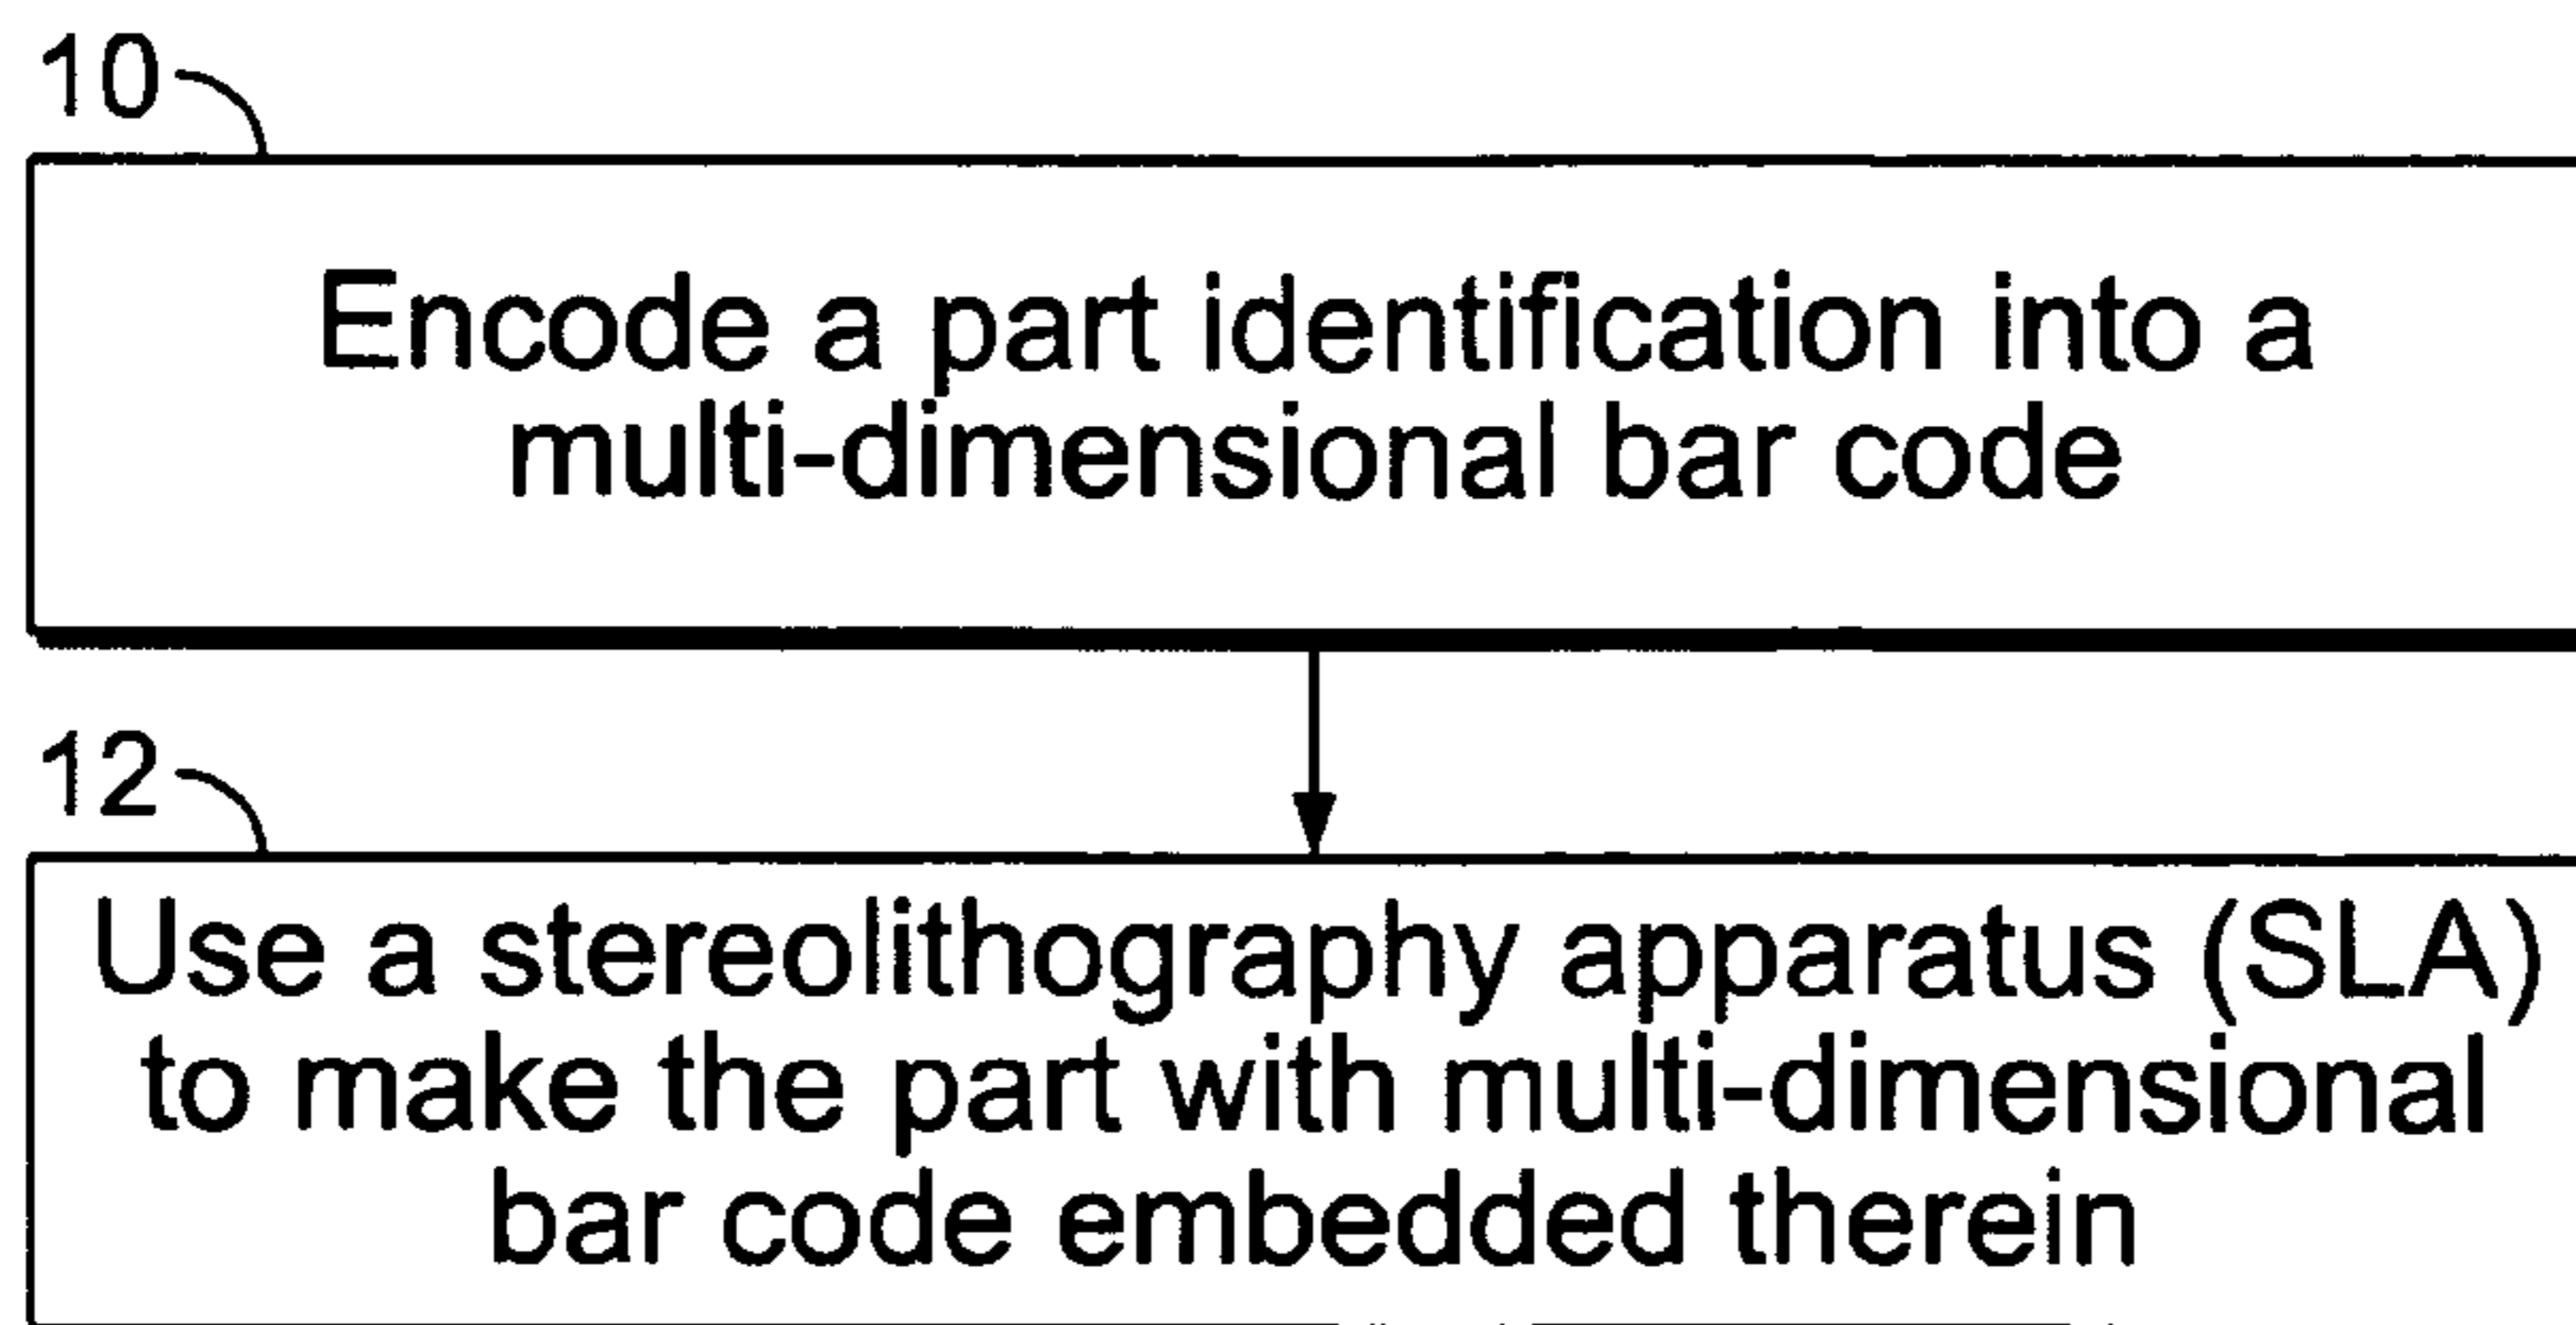 10
Encode a part identification into a
multi-dimensional bar code
12
Use a stereolithography apparatus (SLA)
to make the part with multi-dimensional
bar code embedded therein